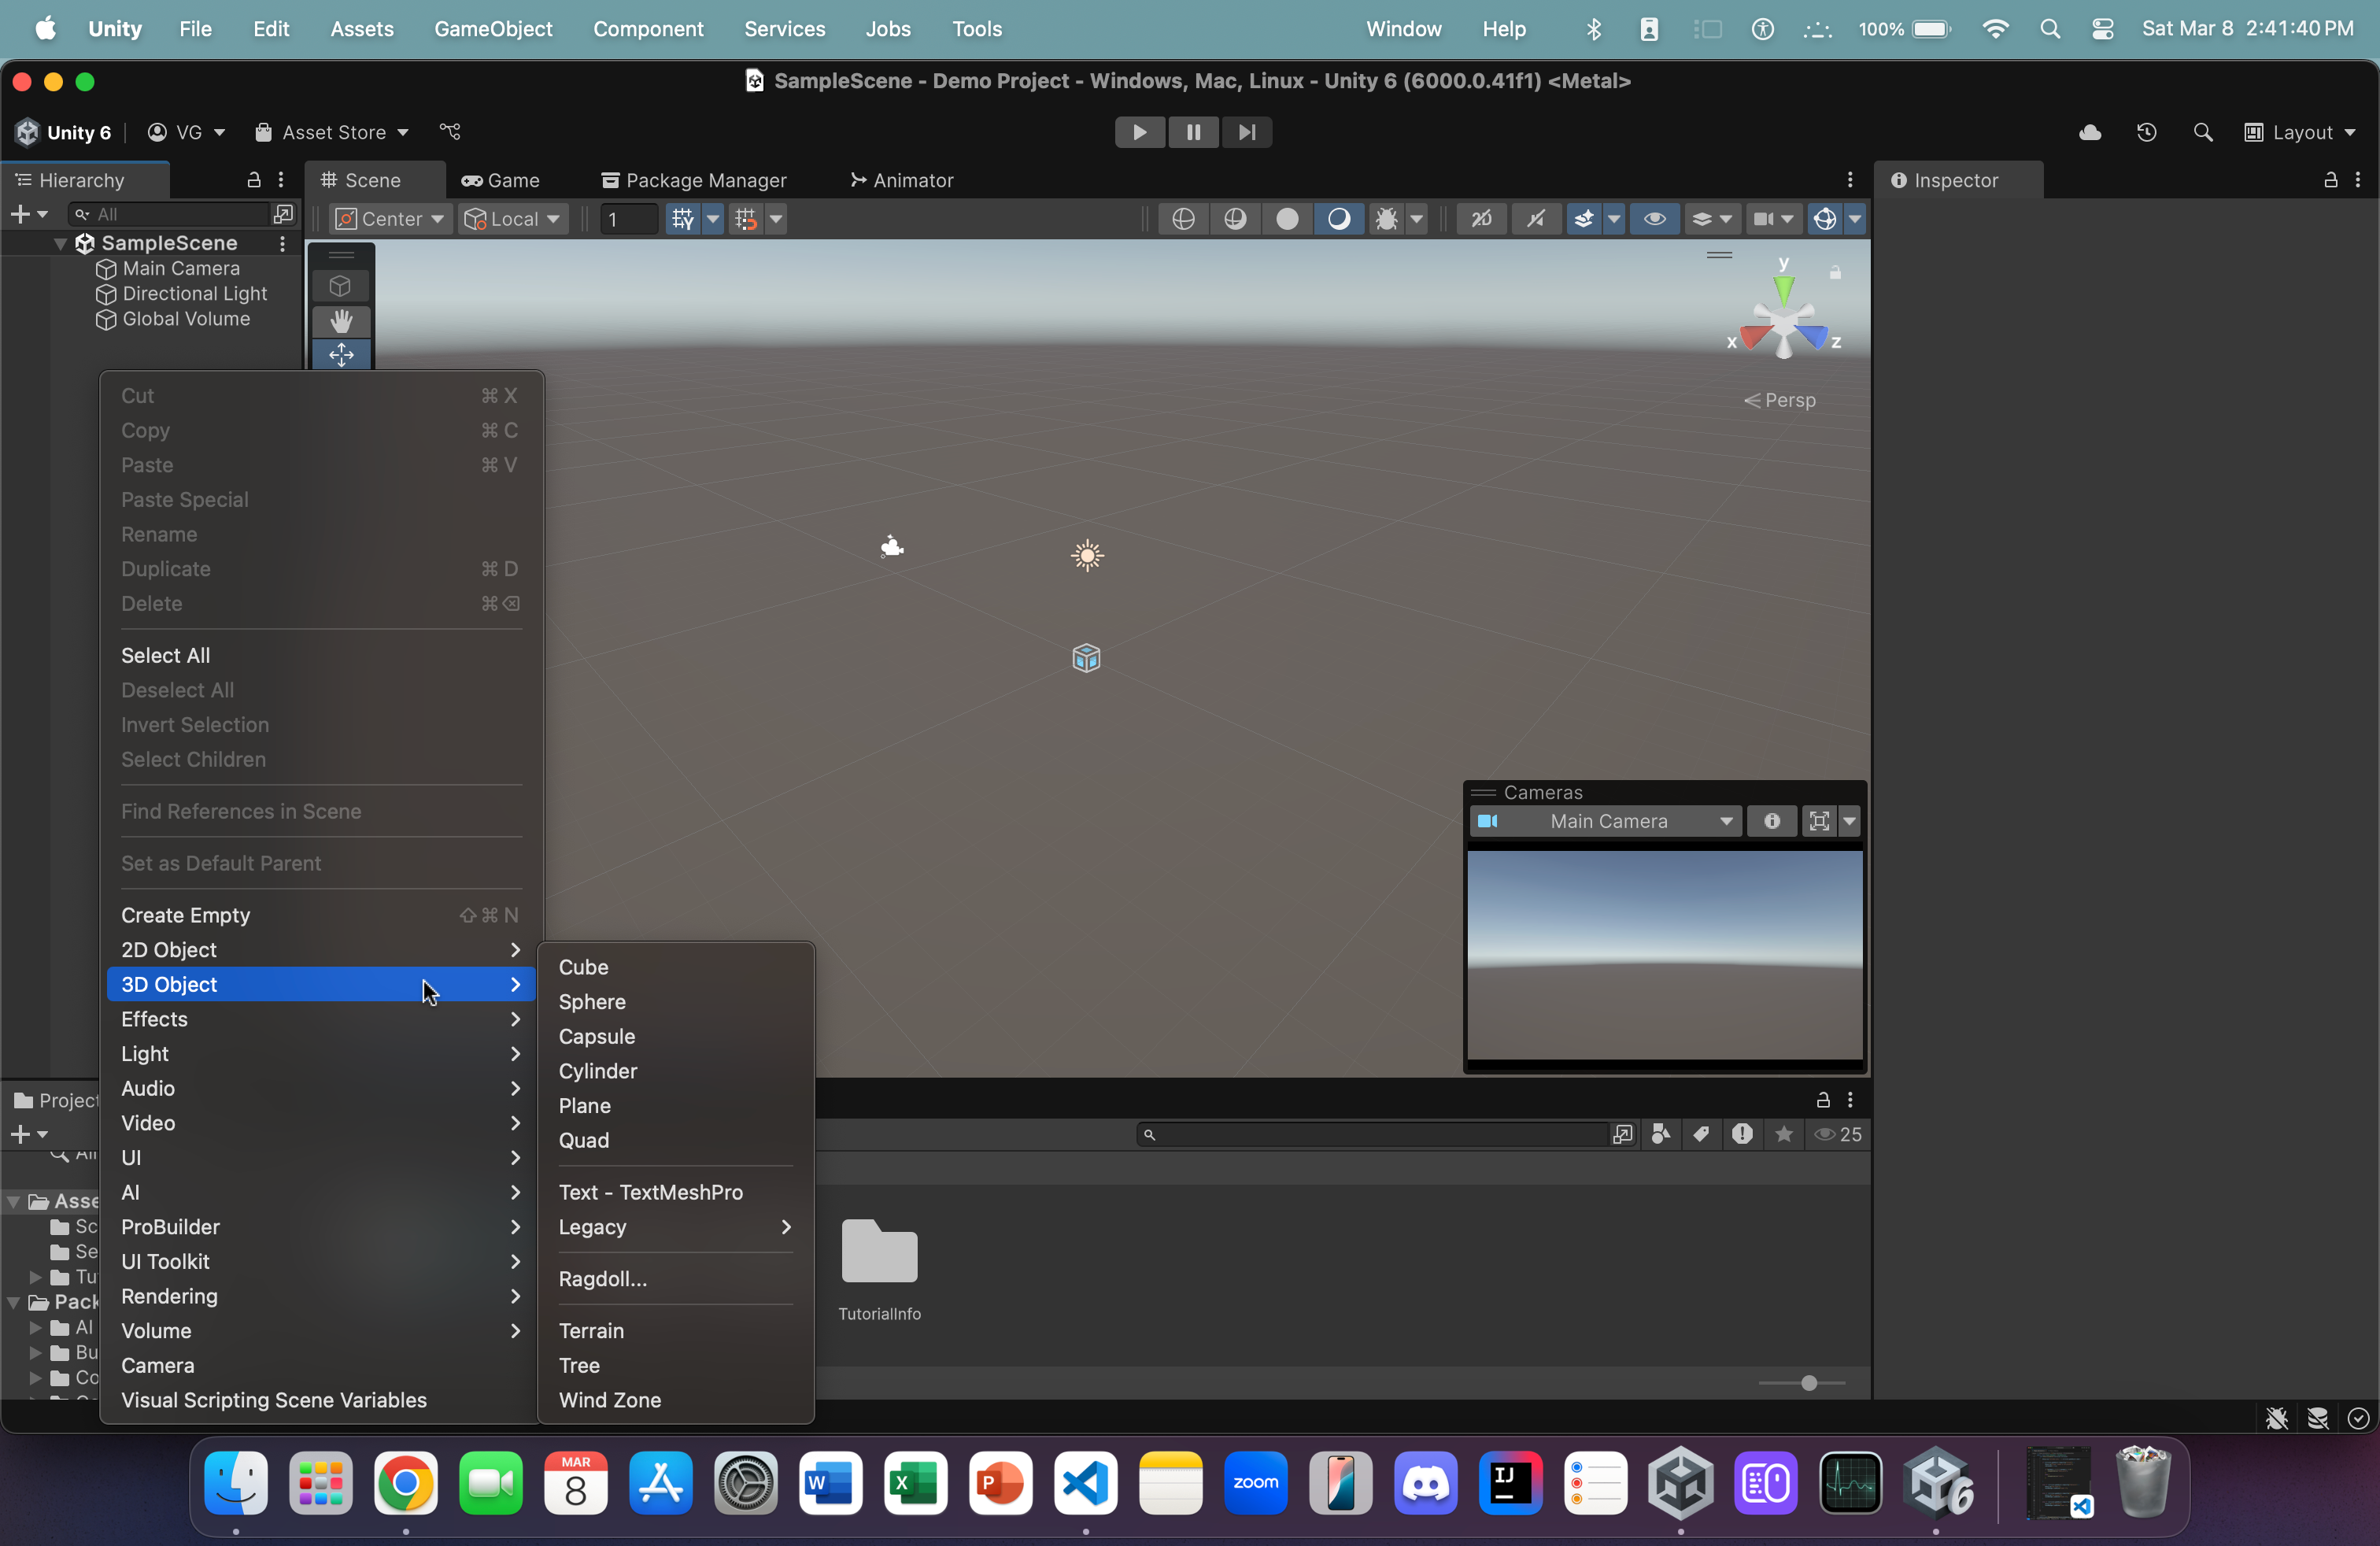 Unity File Edit Assets GameObject Component Services Jobs Tools Window Help 100% Sat Mar 8 2:41:40 PM
SampleScene - Demo Project - Windows, Mac, Linux - Unity 6 (6000.0.41f1) <Metal>
Unity 6 VG Asset Store Layout
Hierarchy Scene Game Package Manager Animator Inspector
All Center Local 1 2D
SampleScene
Main Camera
Directional Light
Global Volume
y
x z
Persp
Cut ⌘ X
Copy ⌘ C
Paste ⌘ V
Paste Special
Rename
Duplicate ⌘ D
Delete ⌘⌫
Select All
Deselect All
Invert Selection
Select Children
Find References in Scene
Set as Default Parent
Create Empty ⇧ ⌘ N
2D Object
3D Object
Effects
Light
Audio
Video
UI
AI
ProBuilder
UI Toolkit
Rendering
Volume
Camera
Visual Scripting Scene Variables
Cube
Sphere
Capsule
Cylinder
Plane
Quad
Text - TextMeshPro
Legacy
Ragdoll...
Terrain
Tree
Wind Zone
Cameras
Main Camera
Project
25
All
Asse
Sc
Se
Tu
Pack
AI
Bu
Co
TutorialInfo
MAR
8
W X P zoom IJ 6